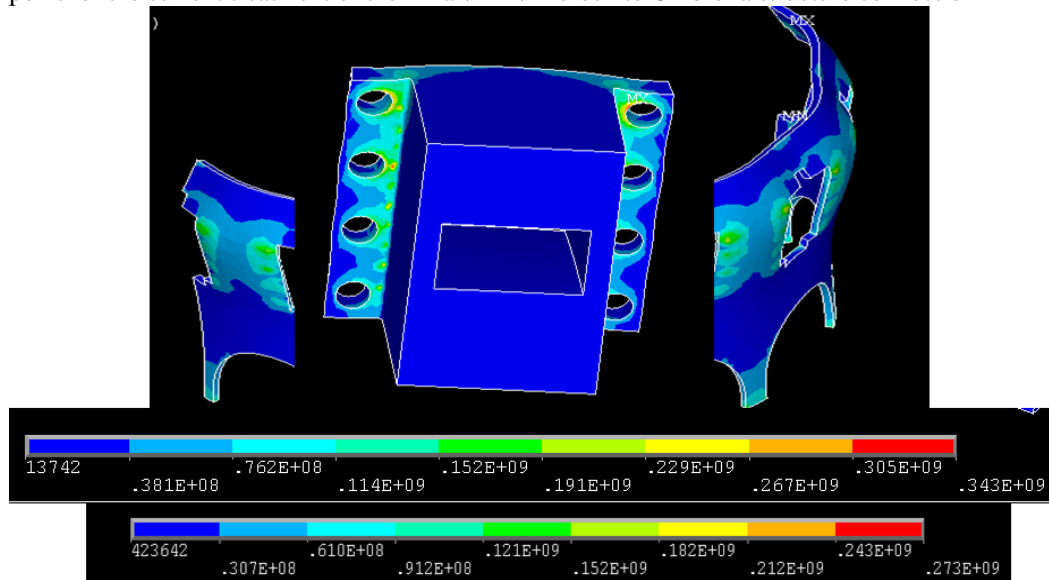 )
MX
MX
MN
13742
.762E+08
.152E+09
.229E+09
.305E+09
.381E+08
.114E+09
.191E+09
.267E+09
.343E+09
423642
.610E+08
.121E+09
.182E+09
.243E+09
.307E+08
.912E+08
.152E+09
.212E+09
.273E+09